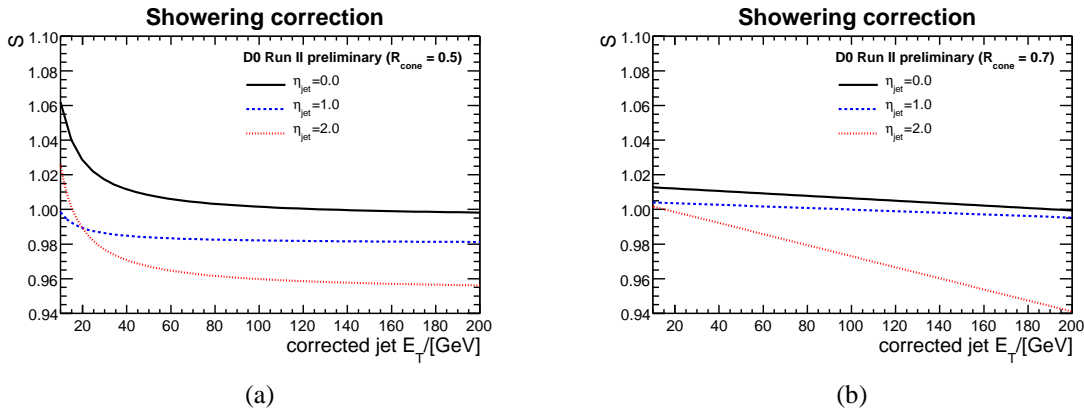 Showering correction
S
1.10
1.08
1.06
1.04
1.02
1.00
0.98
0.96
0.94
D0 Run II preliminary (R_cone = 0.5)
η_jet=0.0
η_jet=1.0
η_jet=2.0
20 40 60 80 100 120 140 160 180 200
corrected jet E_T/[GeV]
(a)
Showering correction
S
1.10
1.08
1.06
1.04
1.02
1.00
0.98
0.96
0.94
D0 Run II preliminary (R_cone = 0.7)
η_jet=0.0
η_jet=1.0
η_jet=2.0
20 40 60 80 100 120 140 160 180 200
corrected jet E_T/[GeV]
(b)